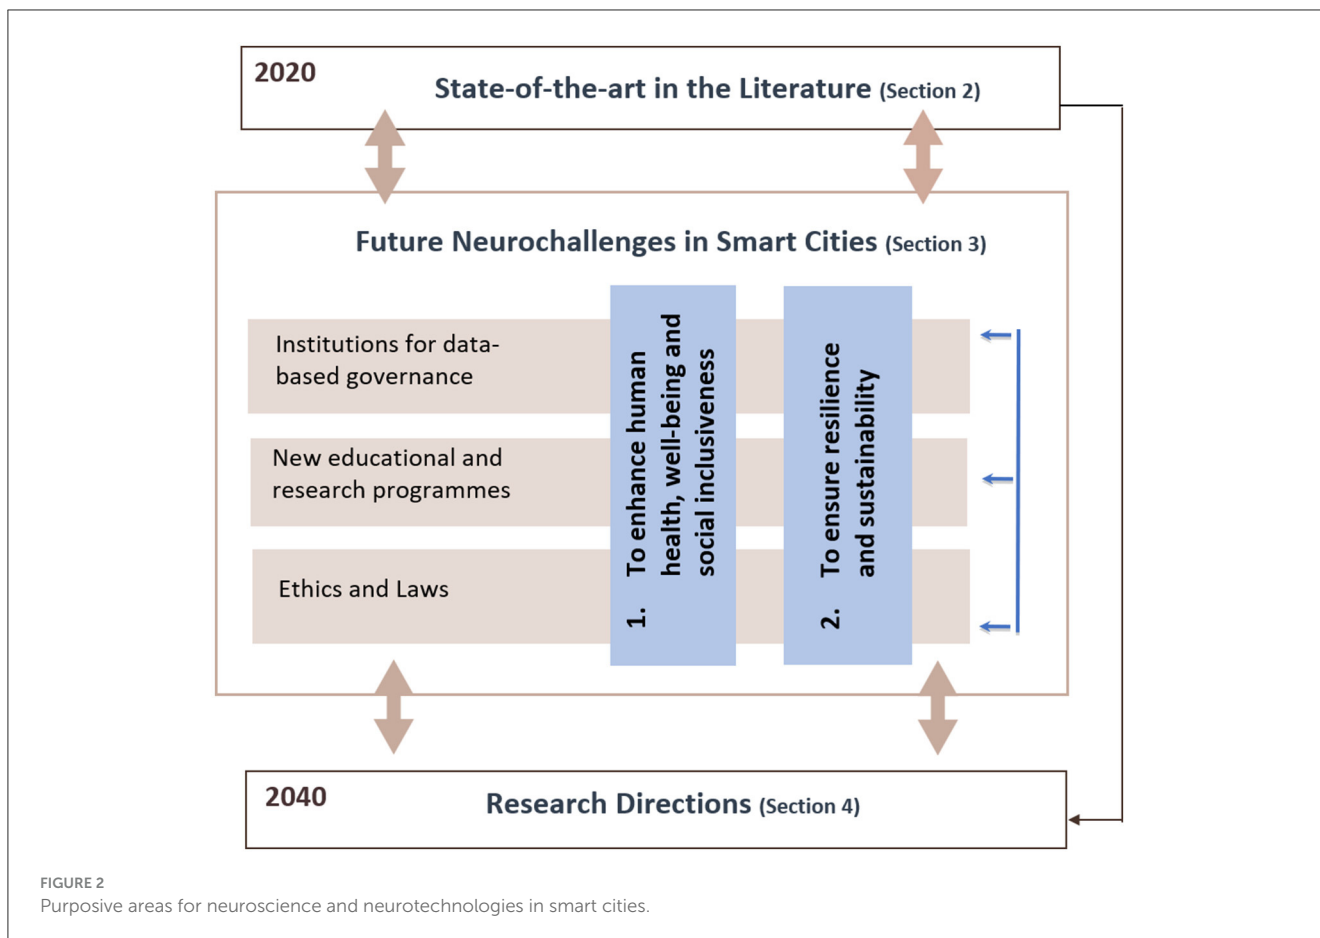 2020
State-of-the-art in the Literature (Section 2)
Future Neurochallenges in Smart Cities (Section 3)
Institutions for data-
based governance
New educational and
research programmes
Ethics and Laws
1. To enhance human
health, well-being and
social inclusiveness
2. To ensure resilience
and sustainability
2040
Research Directions (Section 4)
FIGURE 2
Purposive areas for neuroscience and neurotechnologies in smart cities.